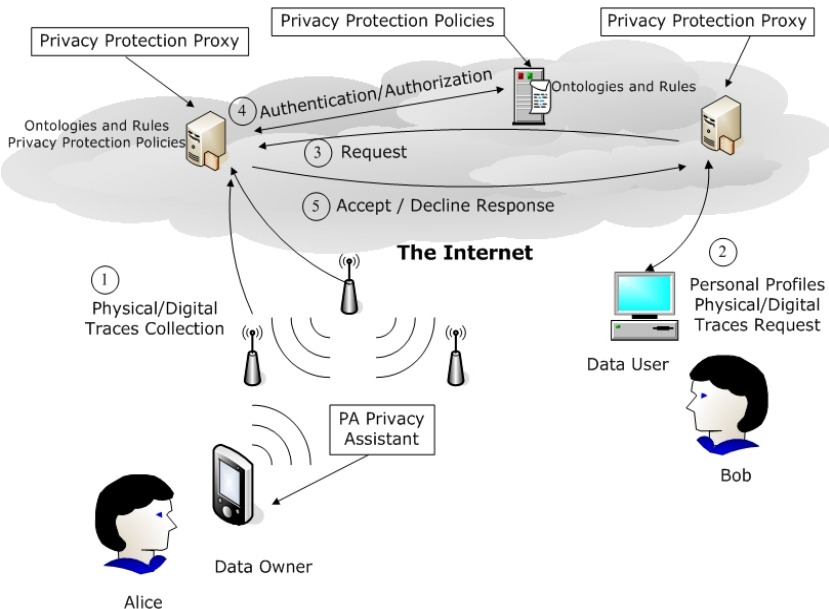 Privacy Protection Policies
Privacy Protection Proxy
Privacy Protection Proxy
4 Authentication/Authorization
Ontologies and Rules
Ontologies and Rules
Privacy Protection Policies
3 Request
5 Accept / Decline Response
The Internet
1
Physical/Digital
Traces Collection
2
Personal Profiles
Physical/Digital
Traces Request
Data User
PA Privacy
Assistant
Bob
Data Owner
Alice